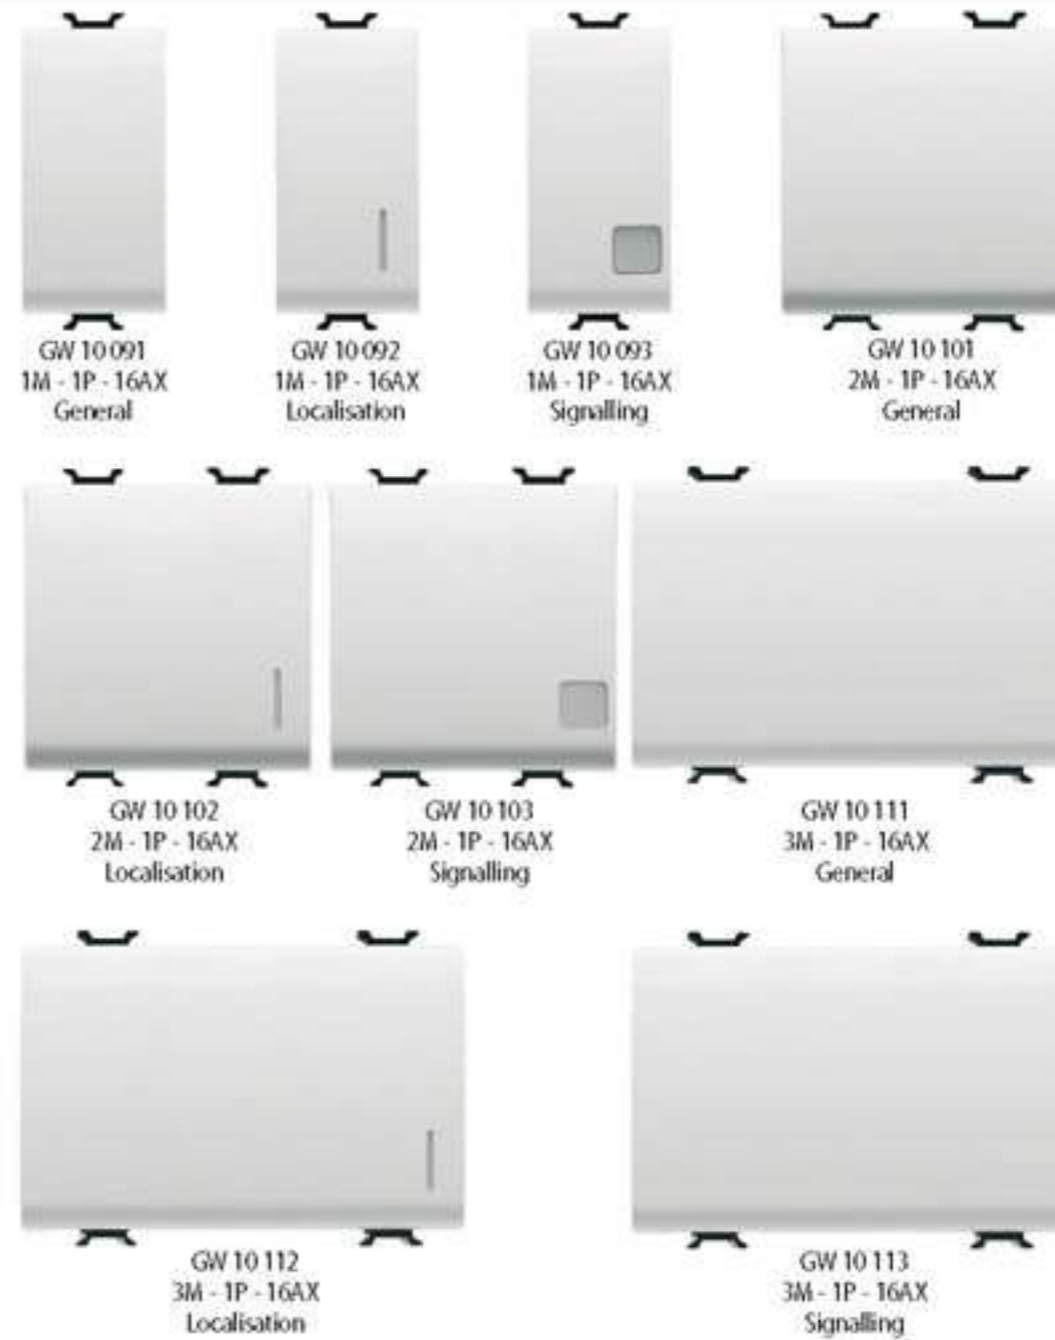 GW 10 091
1M - 1P - 16AX
General
GW 10 092
1M - 1P - 16AX
Localisation
GW 10 093
1M - 1P - 16AX
Signalling
GW 10 101
2M - 1P - 16AX
General
GW 10 102
2M - 1P - 16AX
Localisation
GW 10 103
2M - 1P - 16AX
Signalling
GW 10 111
3M - 1P - 16AX
General
GW 10 112
3M - 1P - 16AX
Localisation
GW 10 113
3M - 1P - 16AX
Signalling